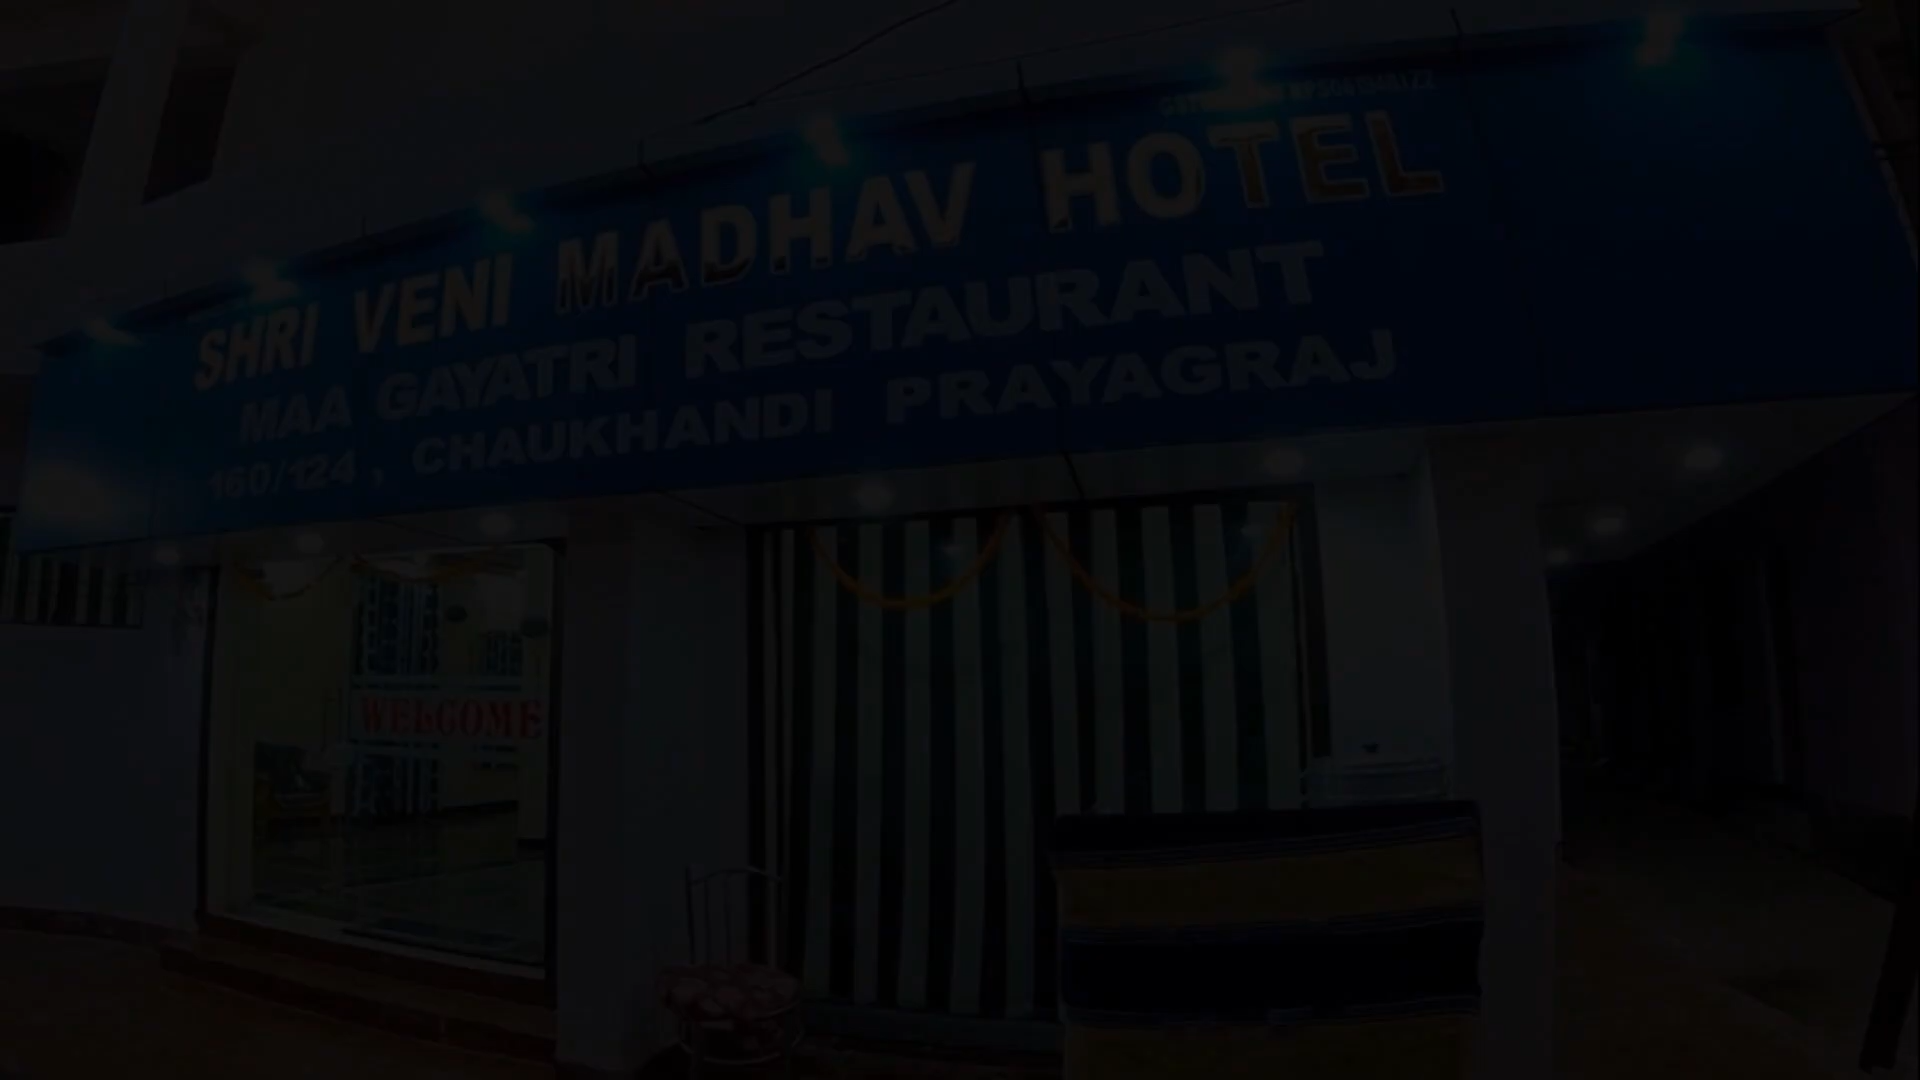 SHRI VENI MADHAV HOTEL
MAA GAYATRI RESTAURANT
160/124, CHAUKHANDI PRAYAGRAJ
WELCOME